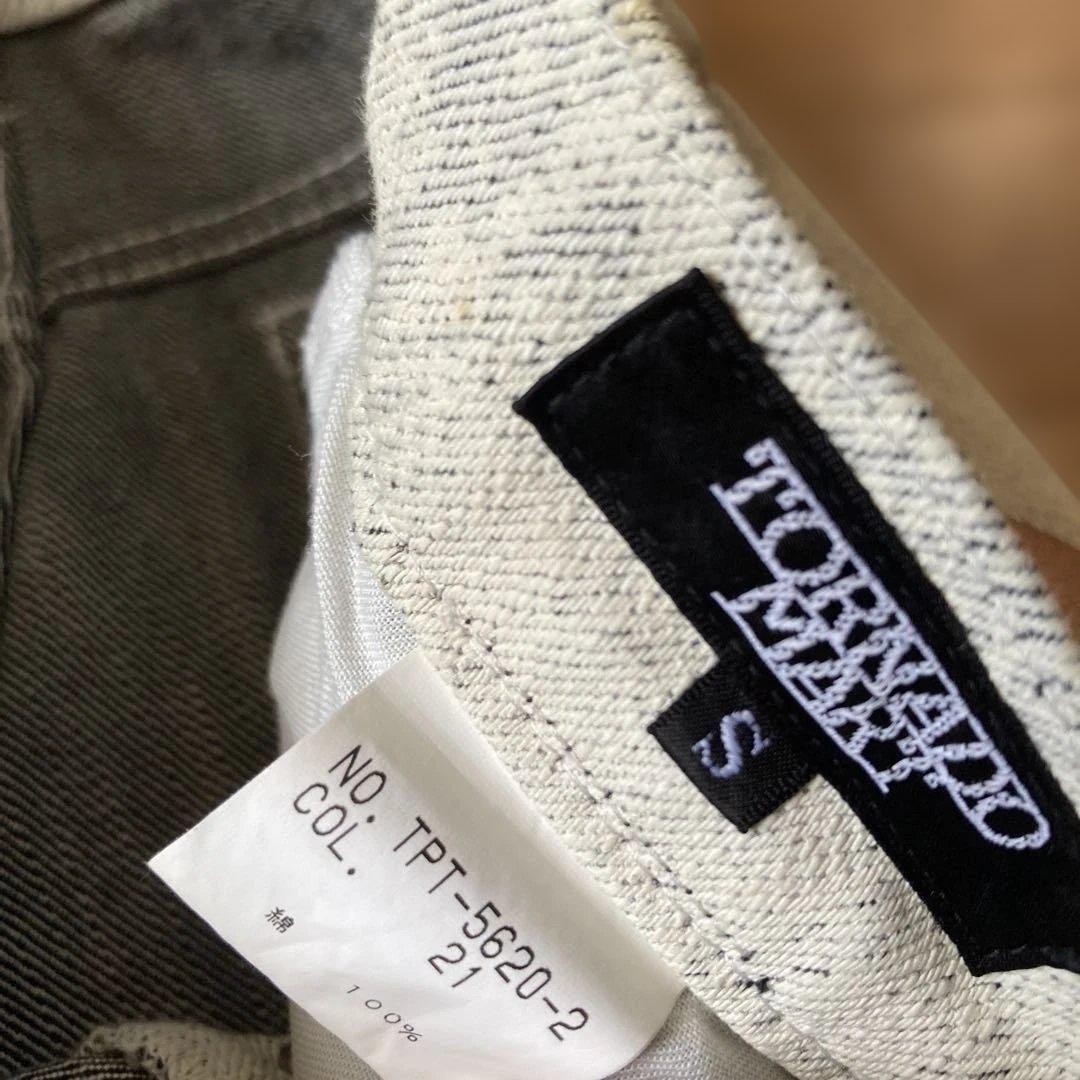 TORNADO
MART.
S
NO. TPT-5620-2
COL. 21
綿 100%